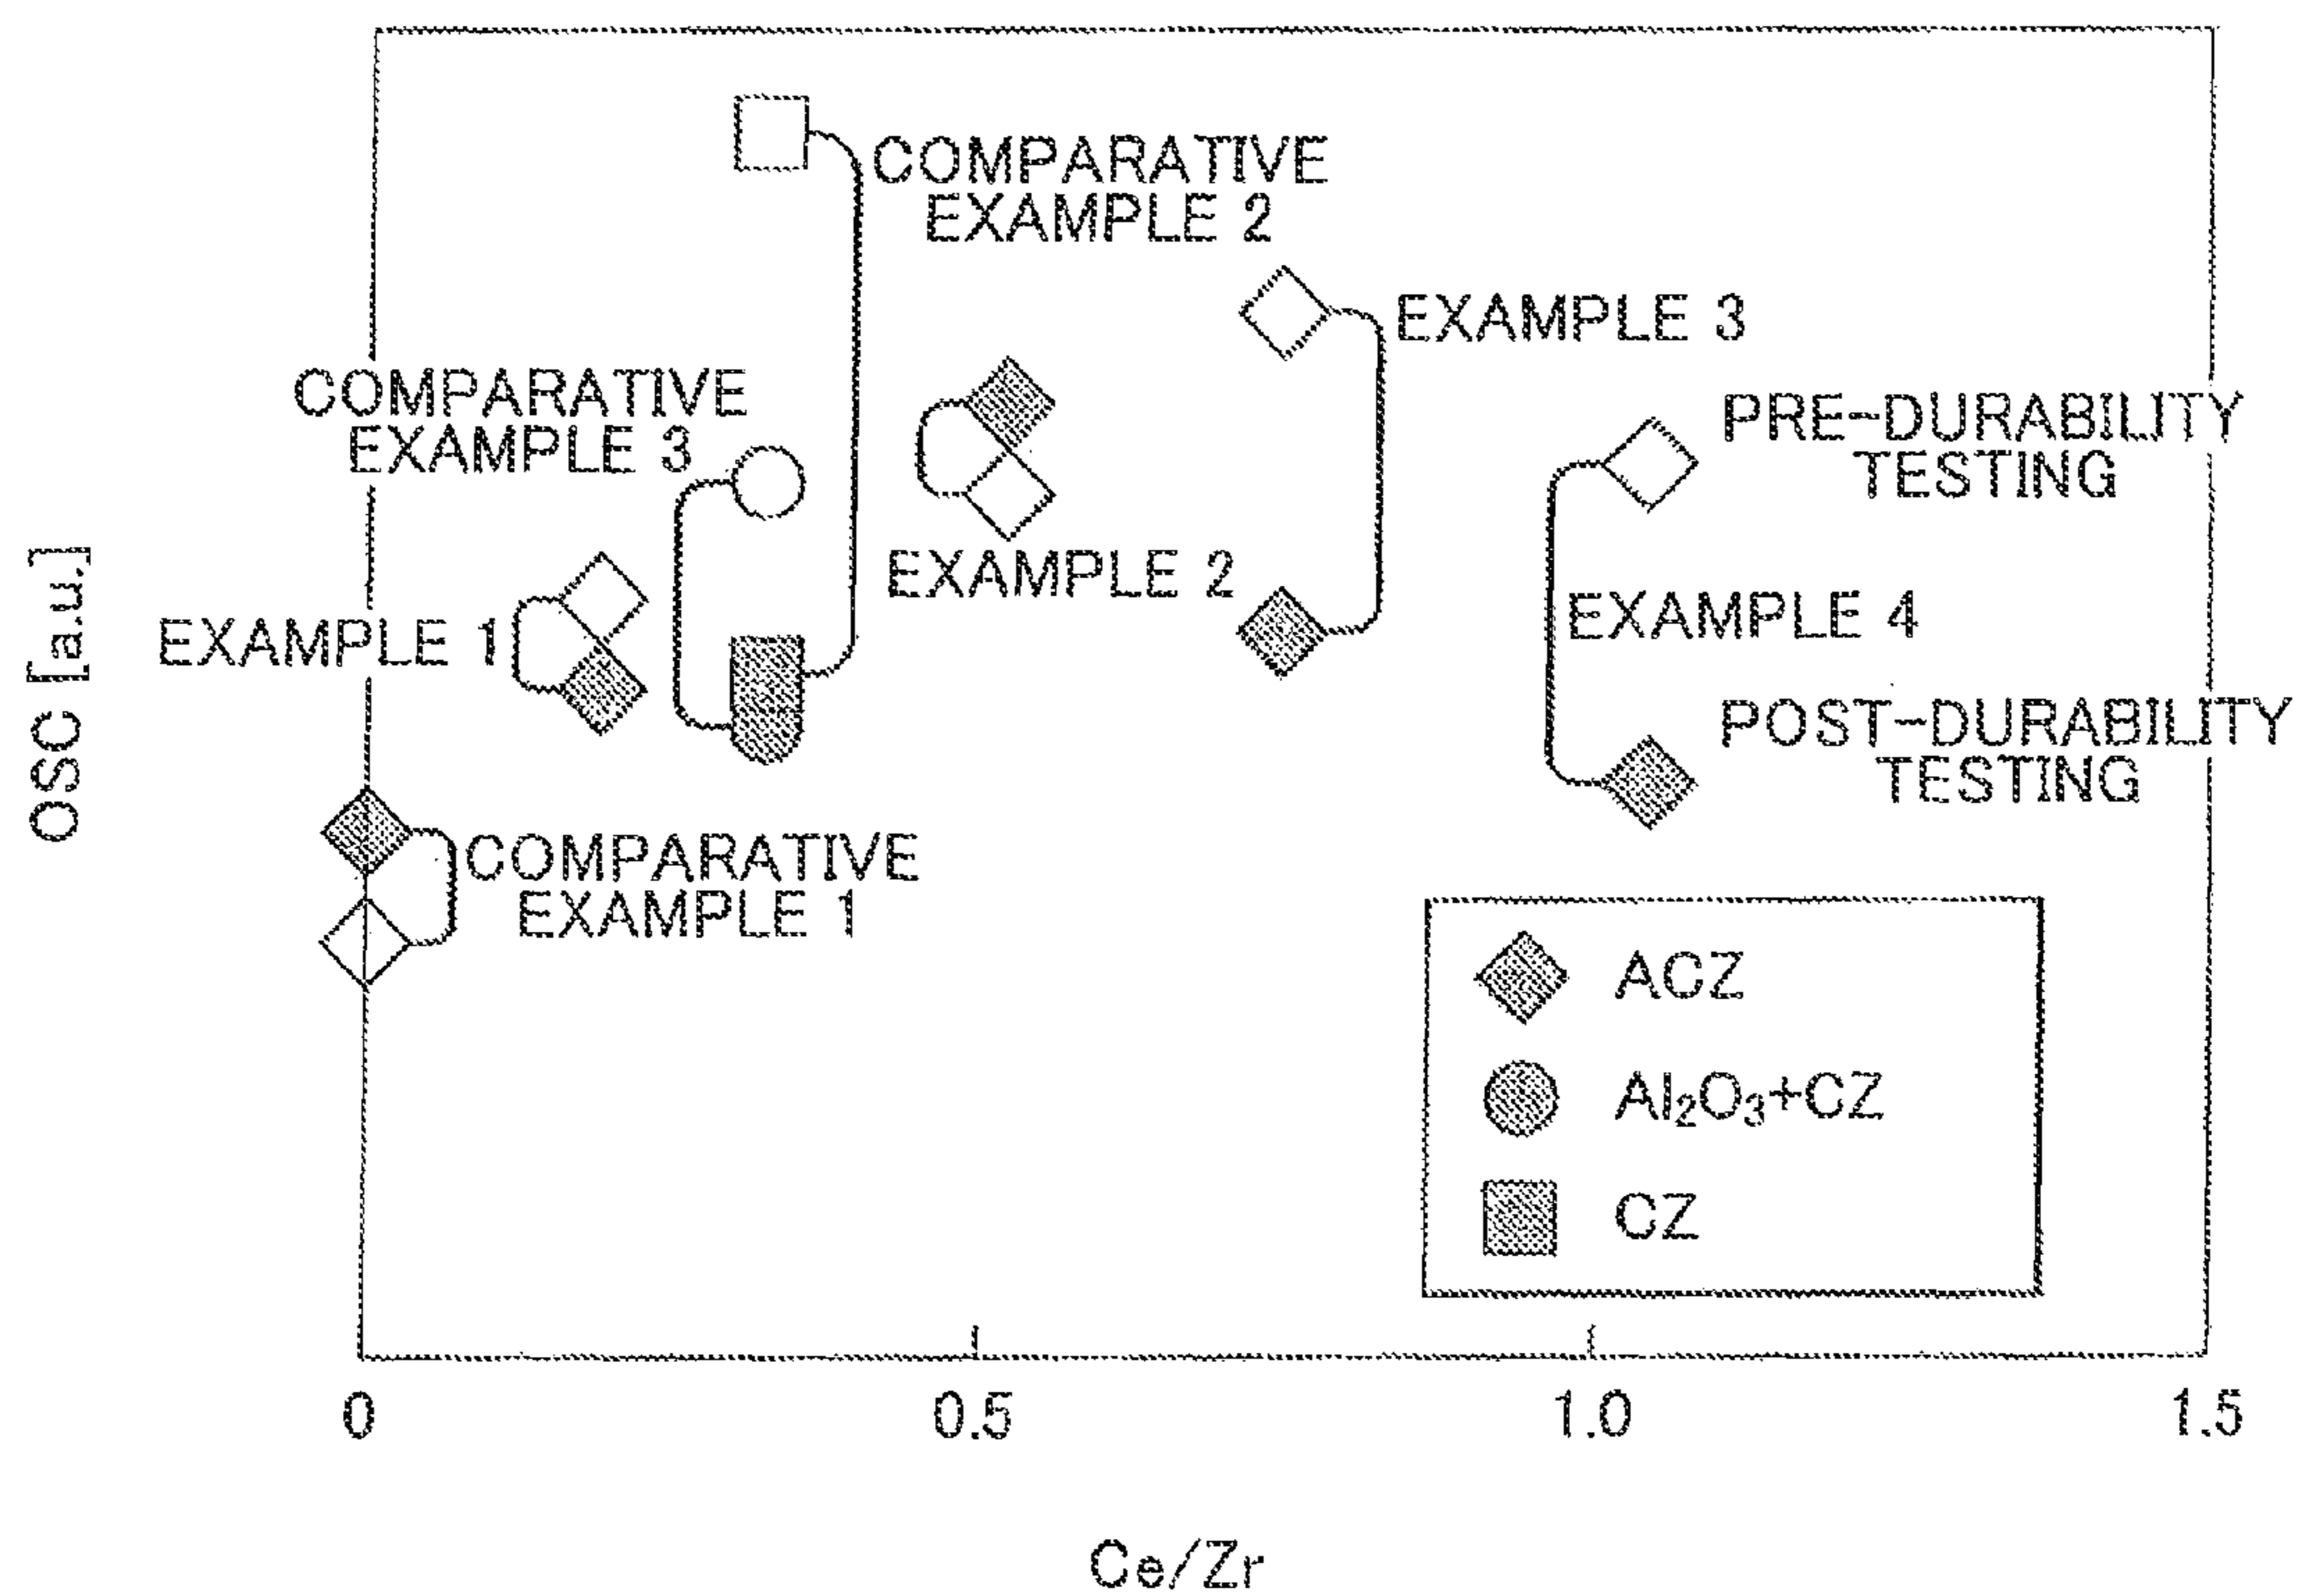 COMPARATIVE
EXAMPLE 2
EXAMPLE 3
COMPARATIVE
EXAMPLE 3
PRE-DURABILITY
TESTING
EXAMPLE 2
EXAMPLE 4
EXAMPLE 1
POST-DURABILITY
TESTING
OSC [a.u.]
COMPARATIVE
EXAMPLE 1
ACZ
Al₂O₃+CZ
CZ
0 0.5 1.0 1.5
Ce/Zr